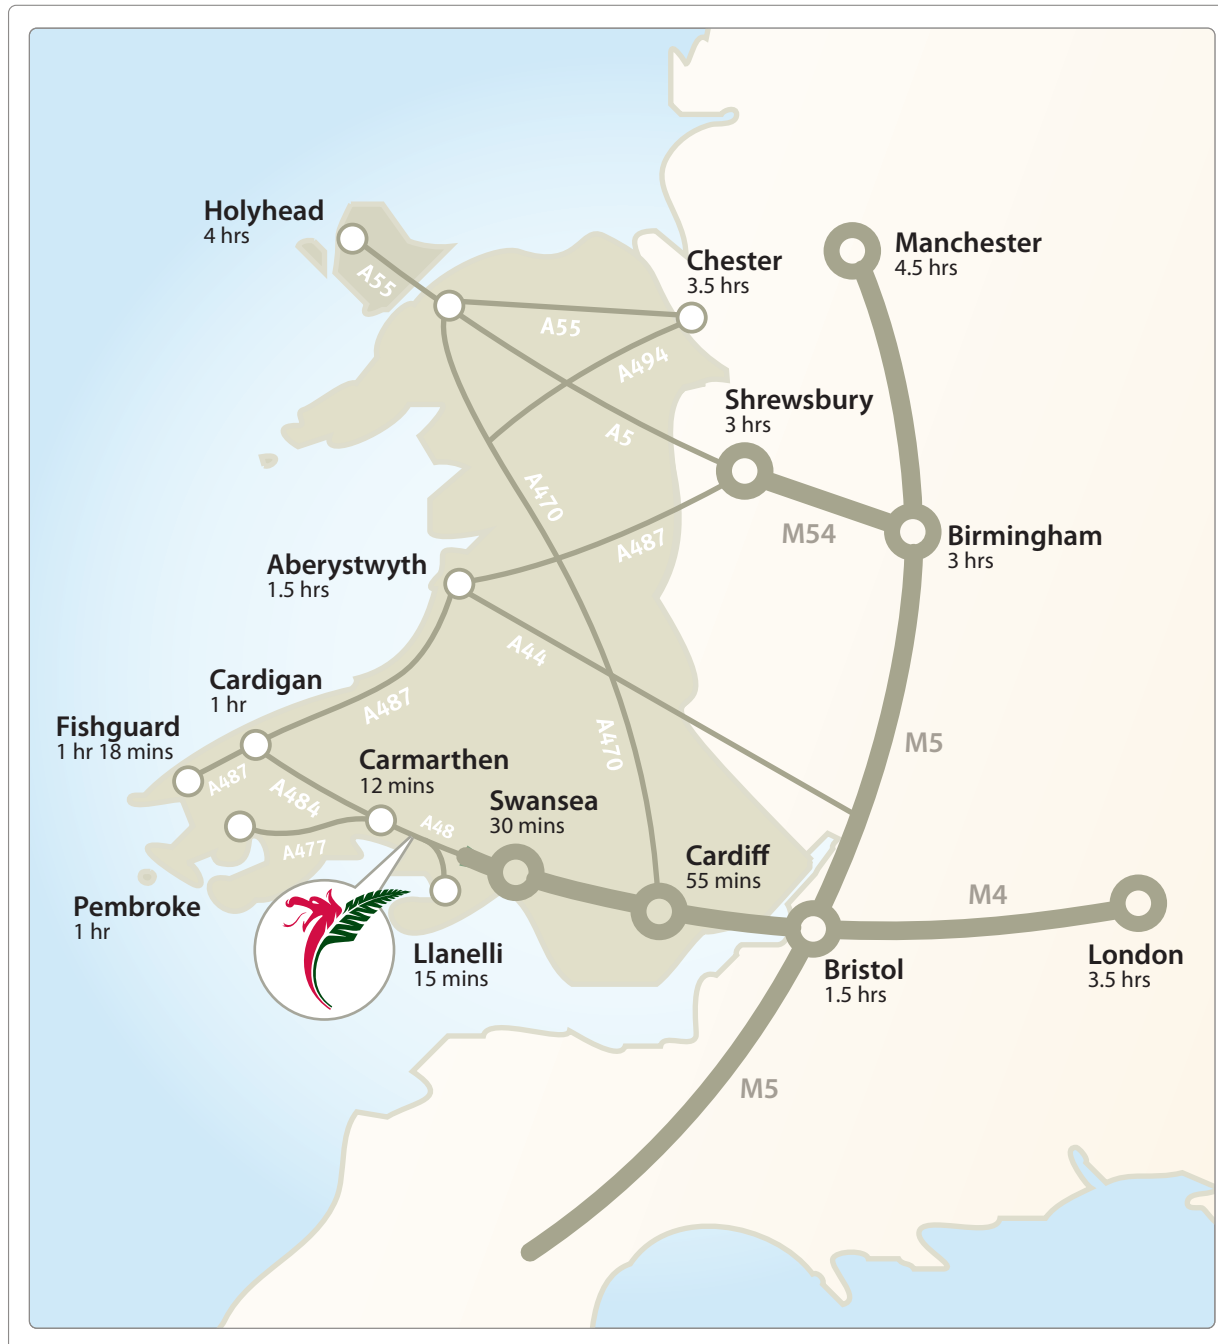 Holyhead
4 hrs
Manchester
4.5 hrs
Chester
3.5 hrs
A55
A55
A494
Shrewsbury
3 hrs
A5
A470
M54
A487
Birmingham
3 hrs
Aberystwyth
1.5 hrs
A44
Cardigan
1 hr
A487
Fishguard
1 hr 18 mins
A470
M5
Carmarthen
12 mins
A487
A484
Swansea
30 mins
A48
A477
Cardiff
55 mins
M4
Pembroke
1 hr
Llanelli
15 mins
Bristol
1.5 hrs
London
3.5 hrs
M5